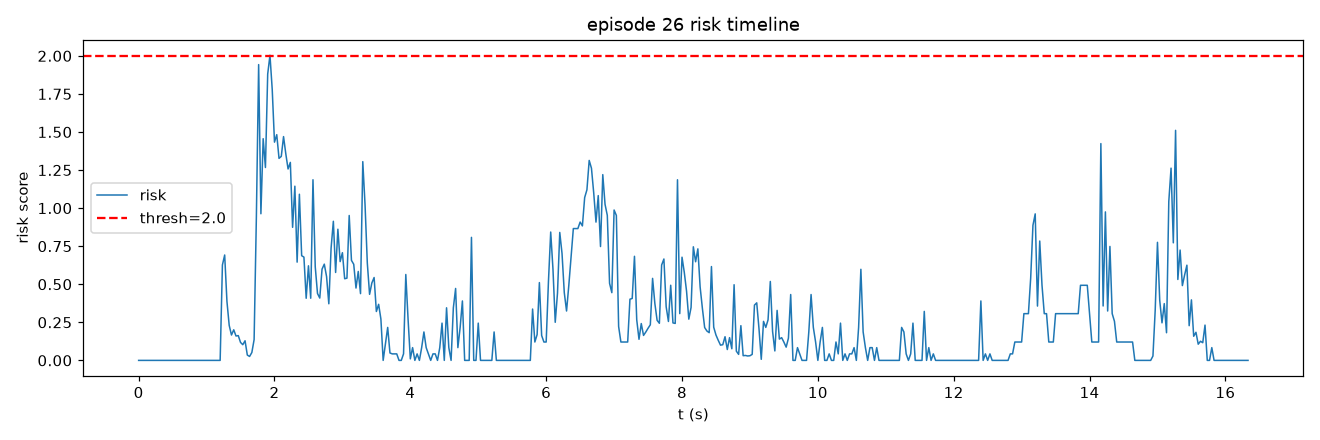 episode 26 risk timeline
risk score
2.00
1.75
1.50
1.25
1.00
0.75
0.50
0.25
0.00
risk
thresh=2.0
0 2 4 6 8 10 12 14 16
t (s)